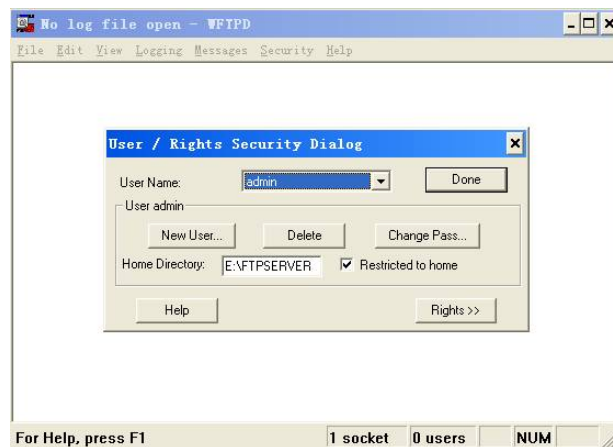 No log file open - WFTPD
File Edit View Logging Messages Security Help
User / Rights Security Dialog
User Name: admin Done
User admin
New User... Delete Change Pass...
Home Directory: E:\FTPSERVER Restricted to home
Help Rights >>
For Help, press F1 1 socket 0 users NUM